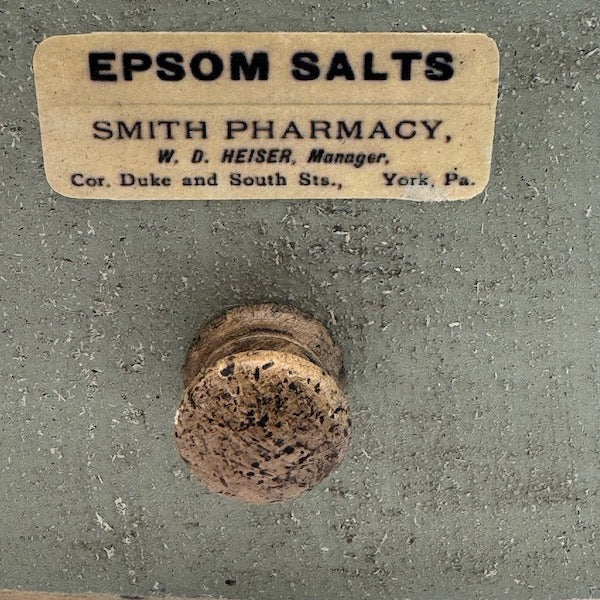 EPSOM SALTS
SMITH PHARMACY,
W. D. HEISER, Manager,
Cor. Duke and South Sts., York, Pa.